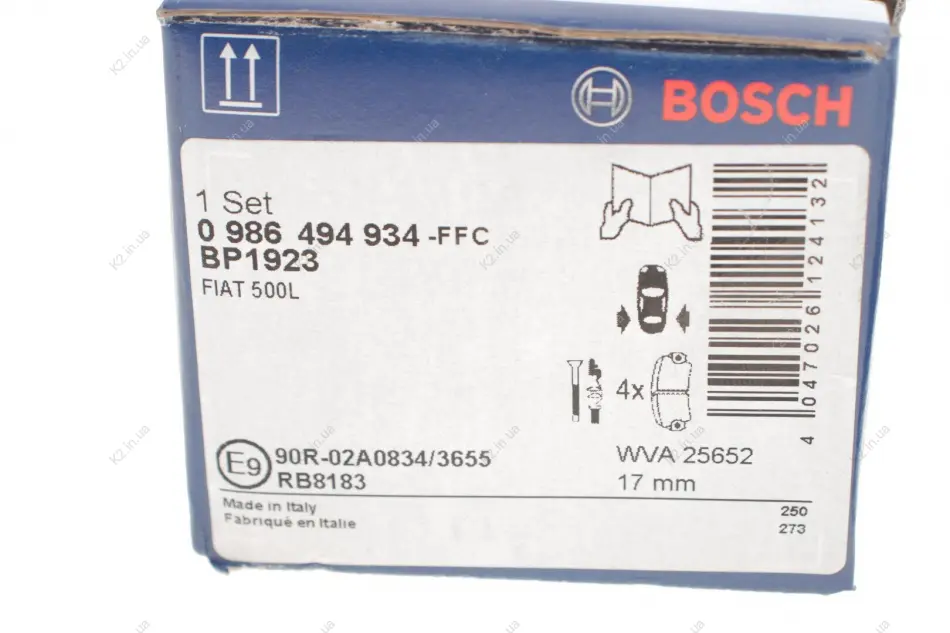 BOSCH
1 Set
0 986 494 934 -FFC
BP1923
FIAT 500L
4 047026 124132
4x
E9
90R-02A0834/3655
RB8183
WVA 25652
17 mm
Made in Italy
Fabriqué en Italie
250
273
K2.in.ua